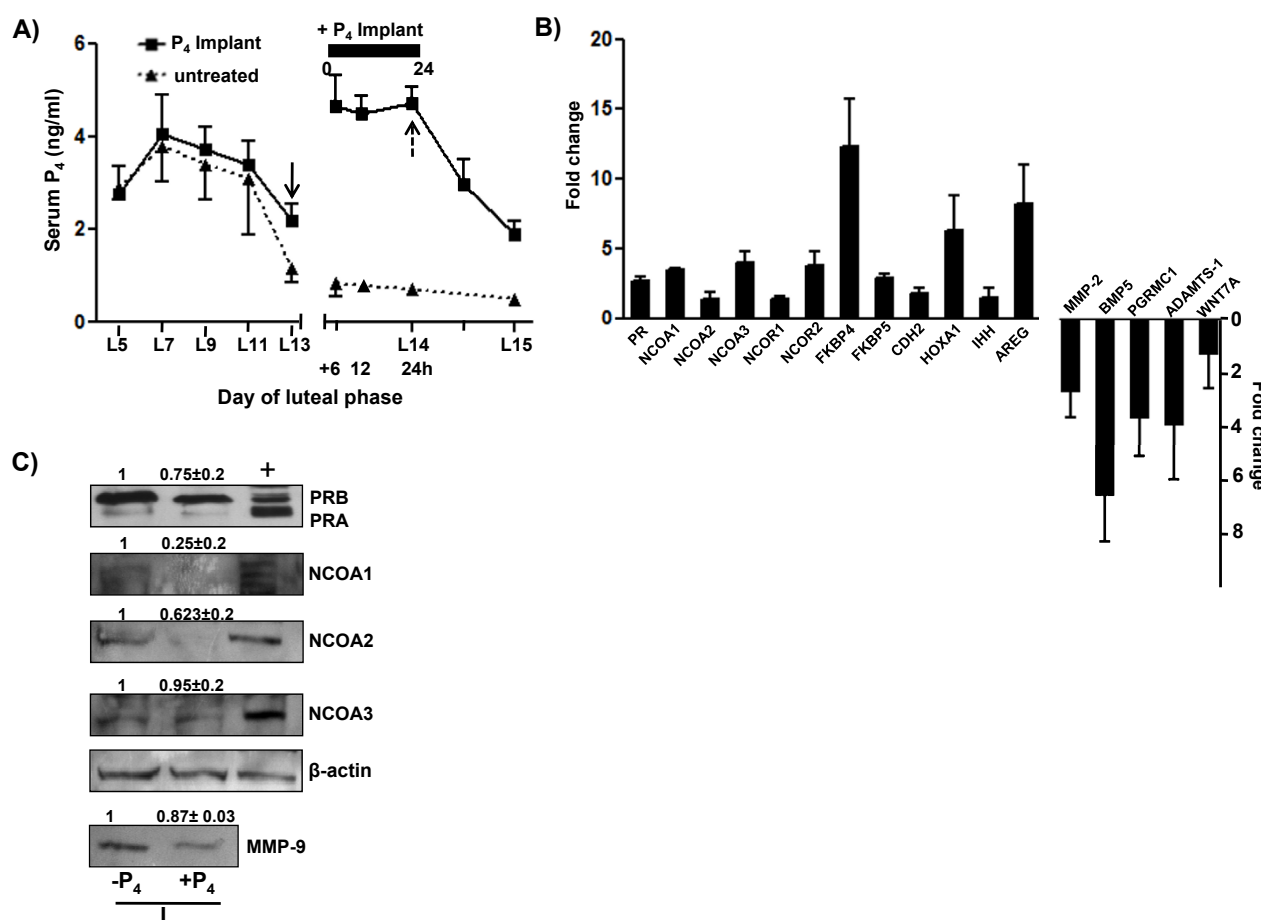 A)
P₄ Implant
untreated
+ P₄ Implant
0 24
6
4
2
0
Serum P₄ (ng/ml)
L5 L7 L9 L11 L13 L14 L15
+6 12 24h
Day of luteal phase
B)
20
15
10
5
0
Fold change
PR NCOA1 NCOA2 NCOA3 NCOR1 NCOR2 FKBP4 FKBP5 CDH2 HOXA1 IHH AREG
MMP-2 BMP5 PGRMC1 ADAMTS-1 WNT7A
0
2
4
6
8
Fold change
C)
1 0.75±0.2 +
PRB
PRA
1 0.25±0.2
NCOA1
1 0.623±0.2
NCOA2
1 0.95±0.2
NCOA3
β-actin
1 0.87± 0.03
MMP-9
-P₄ +P₄